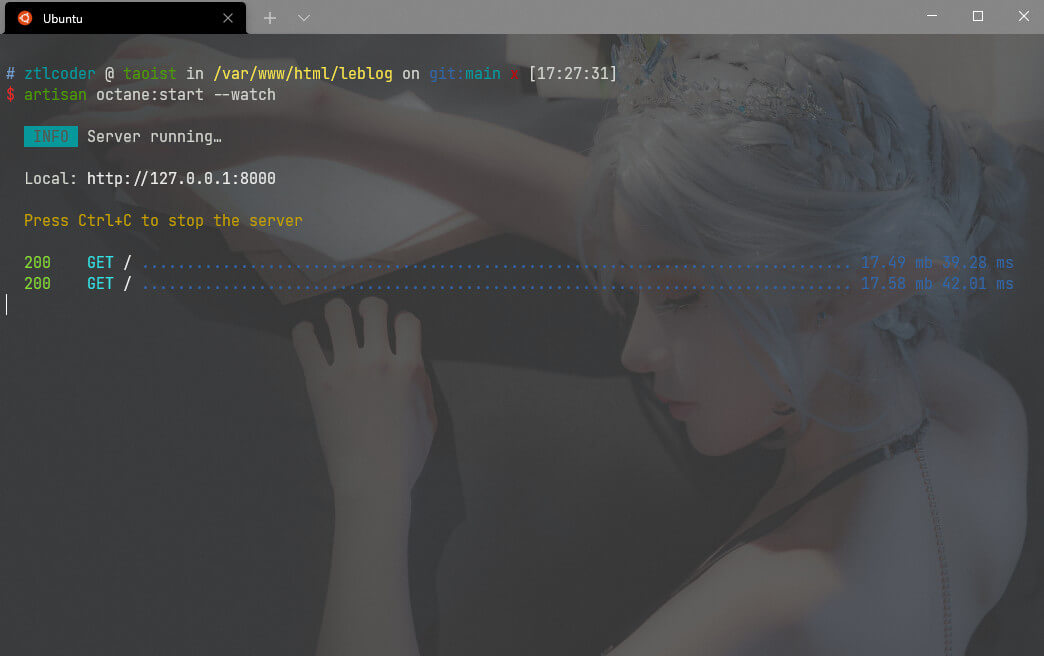 Ubuntu
# ztlcoder @ taoist in /var/www/html/leblog on git:main x [17:27:31]
$ artisan octane:start --watch
INFO Server running…
Local: http://127.0.0.1:8000
Press Ctrl+C to stop the server
200 GET / ............................................................................... 17.49 mb 39.28 ms
200 GET / ............................................................................... 17.58 mb 42.01 ms